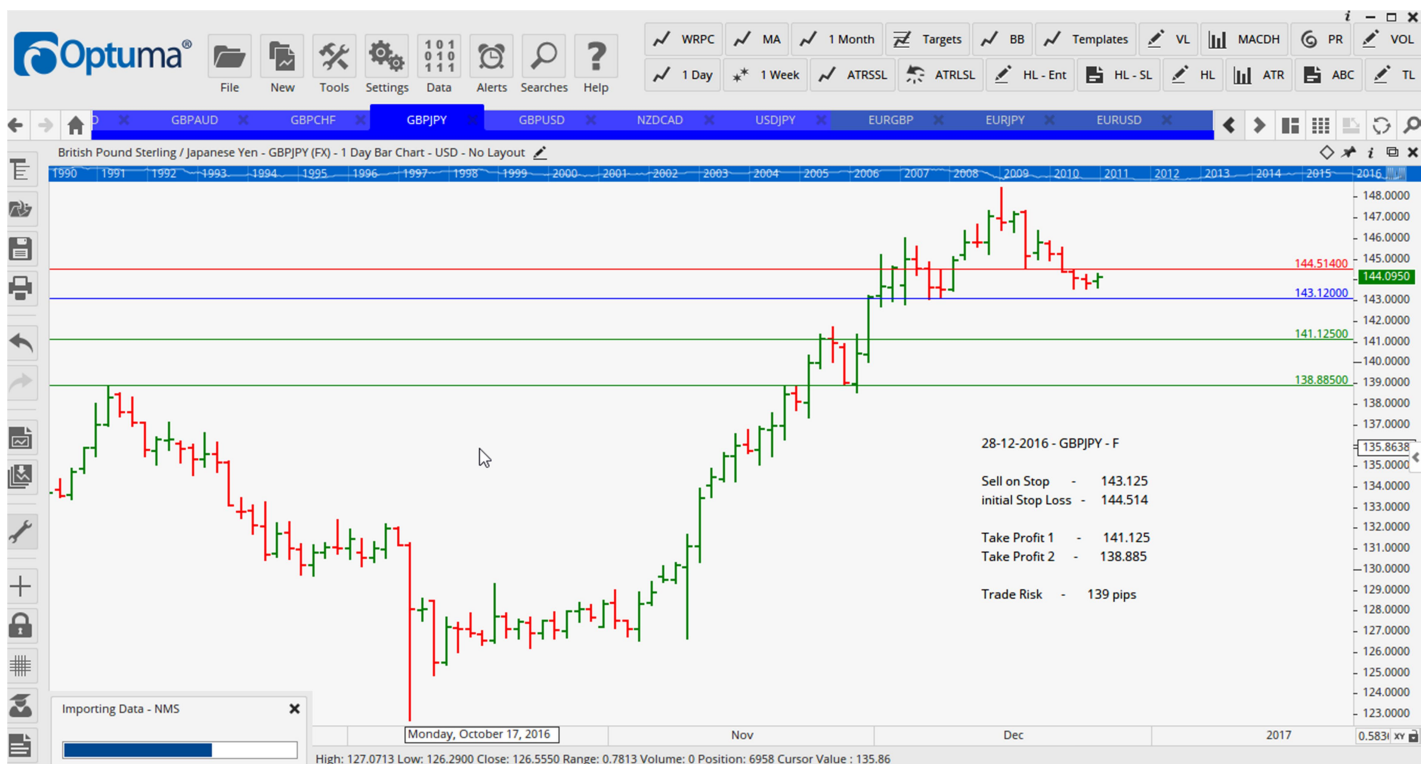 Optuma®
File
New
Tools
Settings
Data
Alerts
Searches
Help
WRPC
MA
1 Month
Targets
BB
Templates
VL
MACDH
PR
VOL
1 Day
1 Week
ATRSSL
ATRLSL
HL - Ent
HL - SL
HL
ATR
ABC
TL
GBPAUD
GBPCHF
GBPJPY
GBPUSD
NZDCAD
USDJPY
EURGBP
EURJPY
EURUSD
British Pound Sterling / Japanese Yen - GBPJPY (FX) - 1 Day Bar Chart - USD - No Layout
1990 1991 1992 1993 1994 1995 1996 1997 1998 1999 2000 2001 2002 2003 2004 2005 2006 2007 2008 2009 2010 2011 2012 2013 2014 2015 2016
148.0000
147.0000
146.0000
145.0000
144.51400
144.0950
143.12000
143.0000
142.0000
141.12500
141.0000
140.0000
138.88500
139.0000
138.0000
137.0000
135.8638
135.0000
134.0000
133.0000
132.0000
131.0000
130.0000
129.0000
128.0000
127.0000
126.0000
125.0000
124.0000
123.0000
28-12-2016 - GBPJPY - F
Sell on Stop - 143.125
initial Stop Loss - 144.514
Take Profit 1 - 141.125
Take Profit 2 - 138.885
Trade Risk - 139 pips
Importing Data - NMS
Monday, October 17, 2016
Nov
Dec
2017
XY
High: 127.0713 Low: 126.2900 Close: 126.5550 Range: 0.7813 Volume: 0 Position: 6958 Cursor Value : 135.86